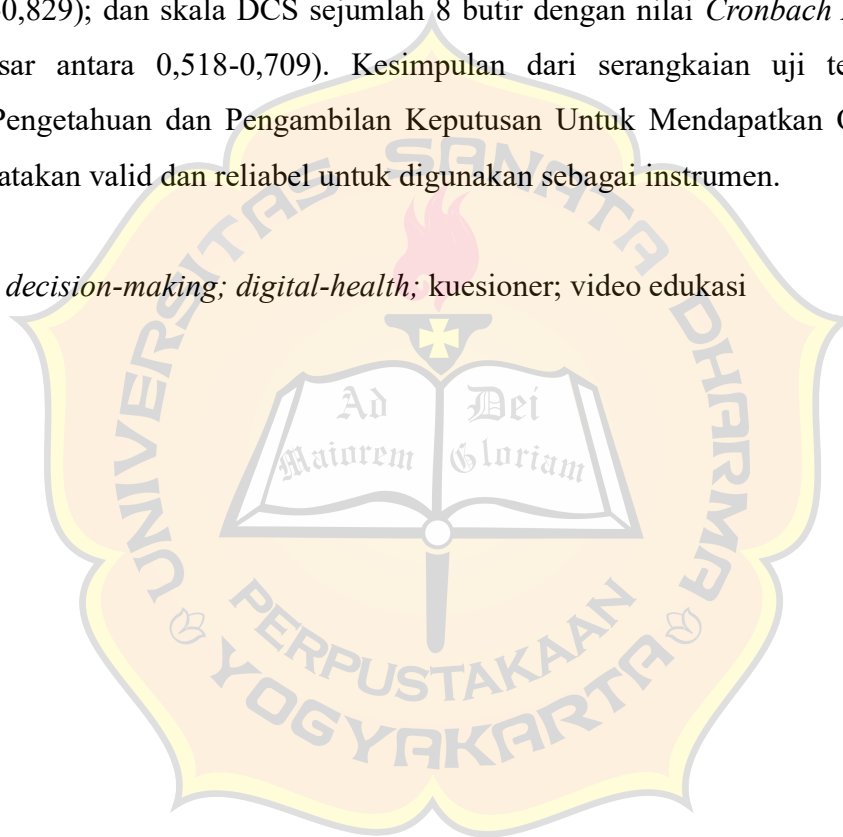 0,829); dan skala DCS sejumlah 8 butir dengan nilai Cronbach
sar antara 0,518-0,709). Kesimpulan dari serangkaian uji
Pengetahuan dan Pengambilan Keputusan Untuk Mendapatkan
atakan valid dan reliabel untuk digunakan sebagai instrumen.
decision-making; digital-health; kuesioner; video edukasi
UNIVERSITAS SANATA DHARMA
Ad Dei
Maiorem Gloriam
PERPUSTAKAAN
YOGYAKARTA